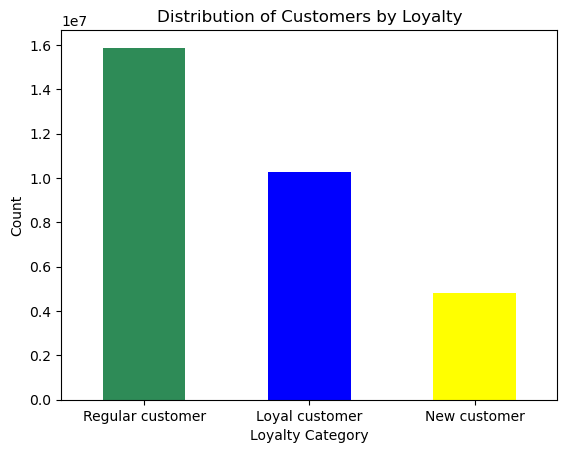 Distribution of Customers by Loyalty
1e7
1.6
1.4
1.2
1.0
0.8
0.6
0.4
0.2
0.0
Count
Regular customer
Loyal customer
New customer
Loyalty Category